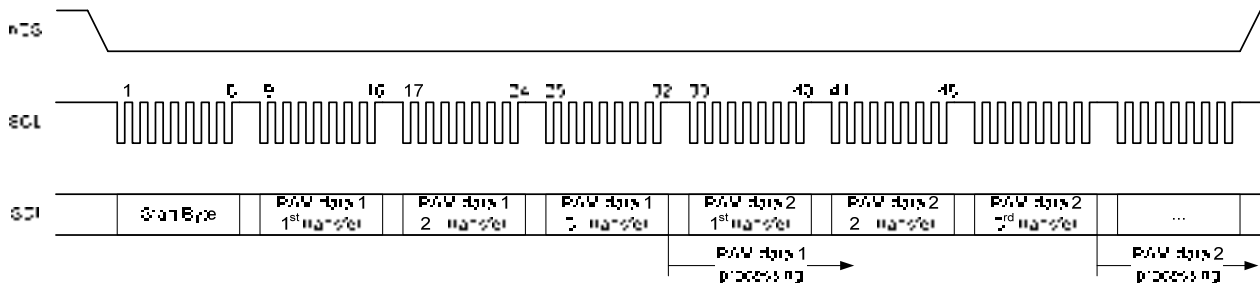 nCS
1 8 9 16 17 24 25 32 33 40 41 48
SCL
SDI
Start Byte
RAM data 1
1st transfer
RAM data 1
2 transfer
RAM data 1
3 transfer
RAM data 2
1st transfer
RAM data 2
2 transfer
RAM data 2
3rd transfer
...
RAM data 1
processing
RAM data 2
processing